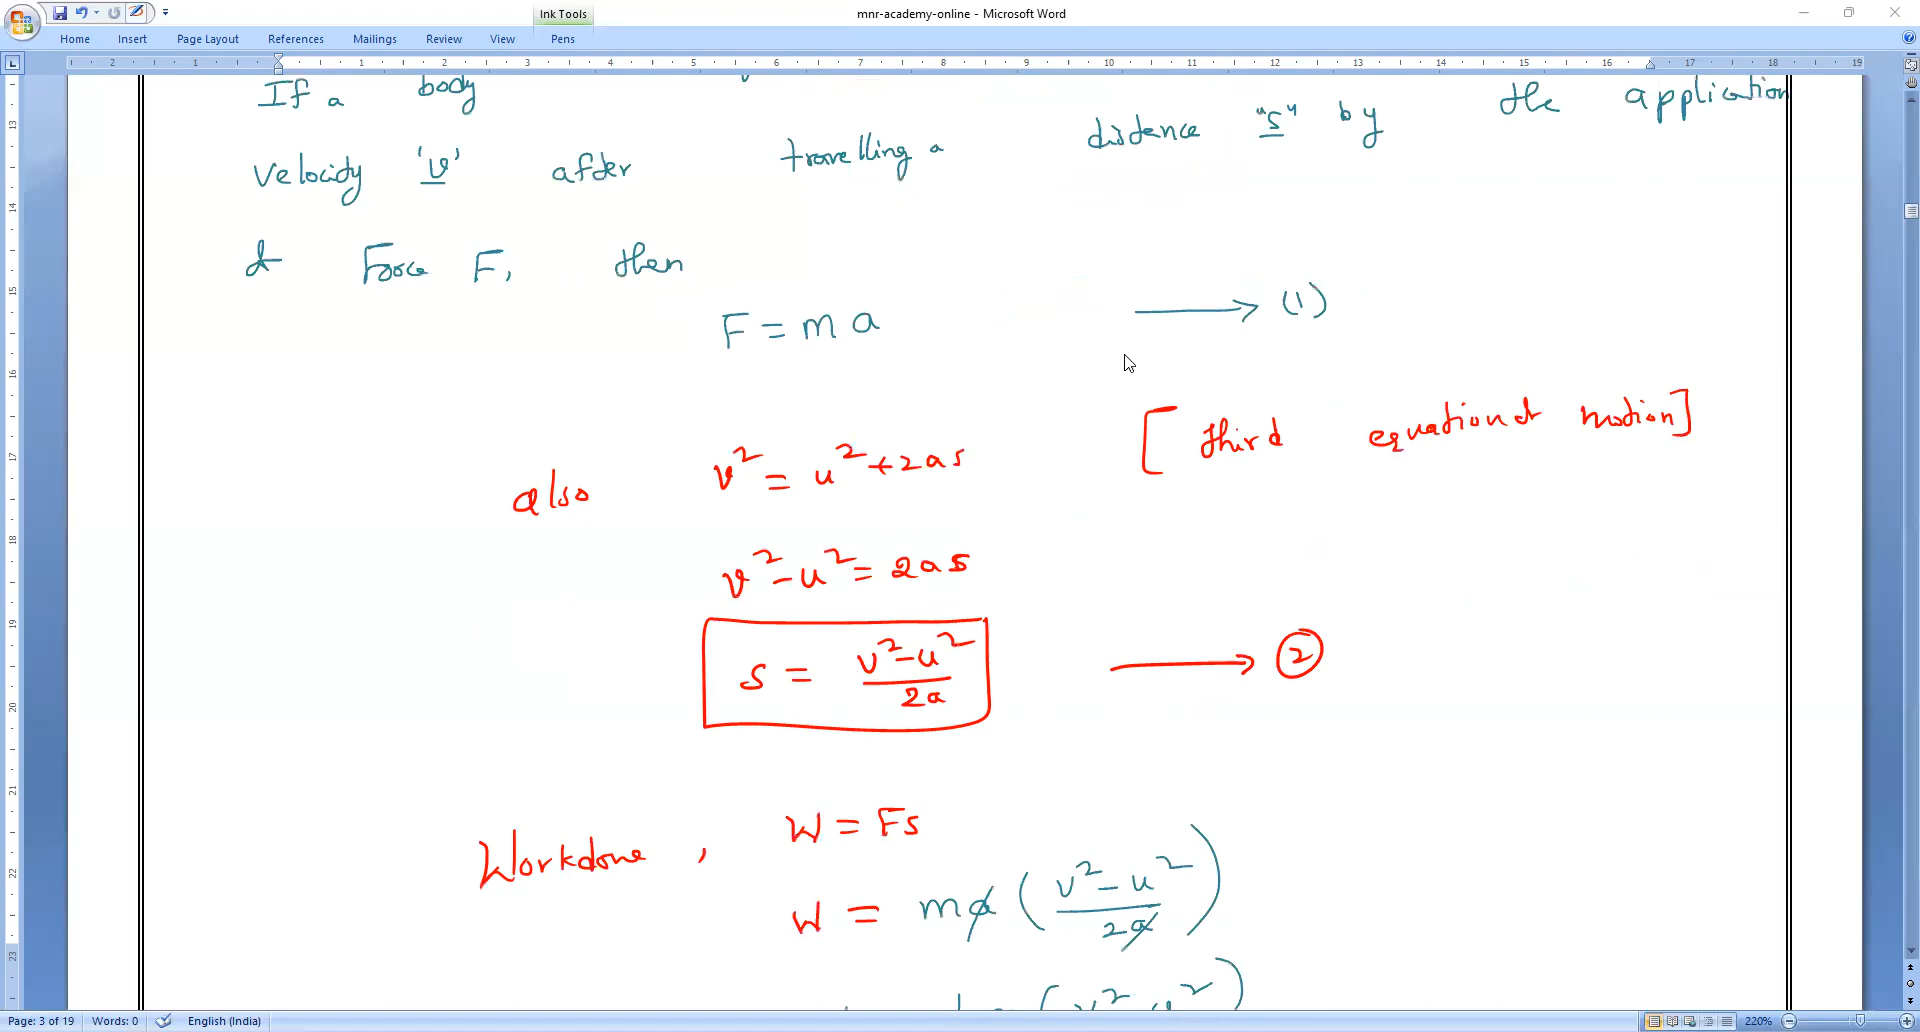 mnr-academy-online - Microsoft Word
Ink Tools
Home Insert Page Layout References Mailings Review View Format Pens
If a body
distance "s" by the application
velocity 'v' after travelling a
of Force F, then
F = m a → (1)
also v² = u² + 2as [third equation of motion]
v² - u² = 2as
s = v² - u² / 2a → 2
Workdone, W = Fs
W = ma ( v² - u² / 2a )
Page: 3 of 19 Words: 0 English (India) 220%